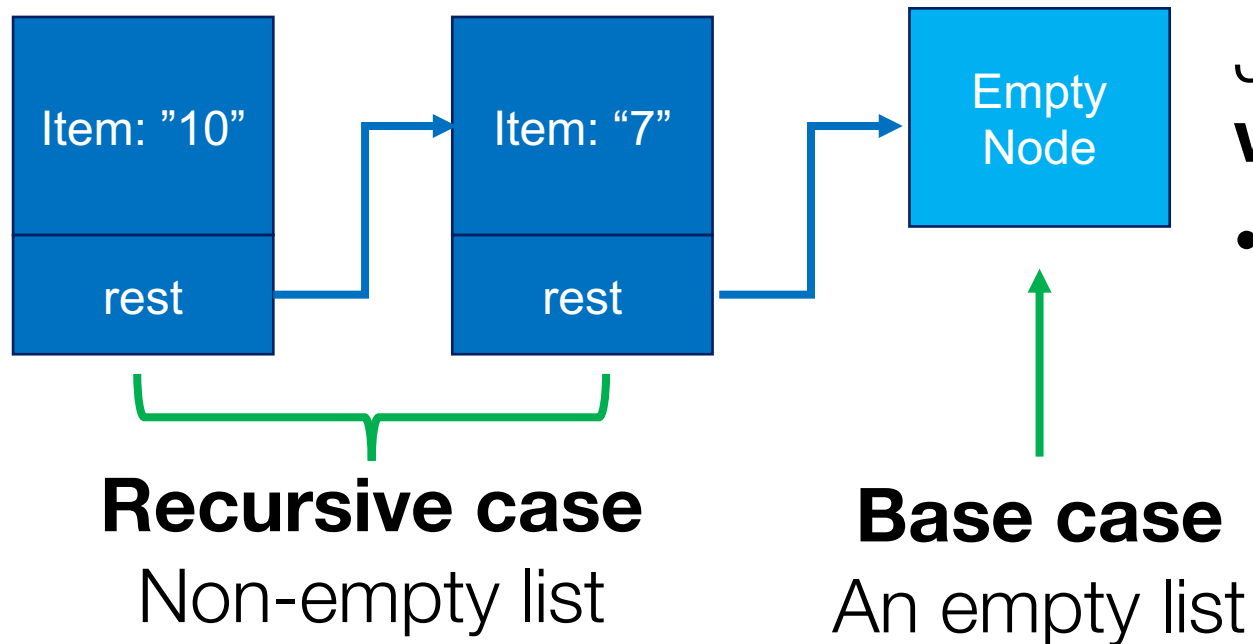 Item: ”10”
rest
Item: “7”
rest
Empty
Node
Recursive case
Non-empty list
Base case
An empty list